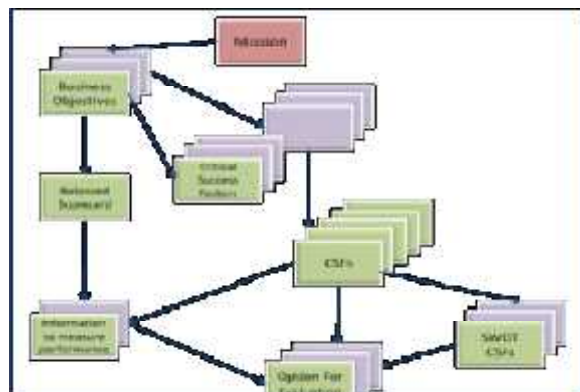 Mission
Business
Objectives
Critical
Success
Factors
Balanced
Scorecard
CSFs
Information
to measure
performance
SWOT
CSFs
Option For